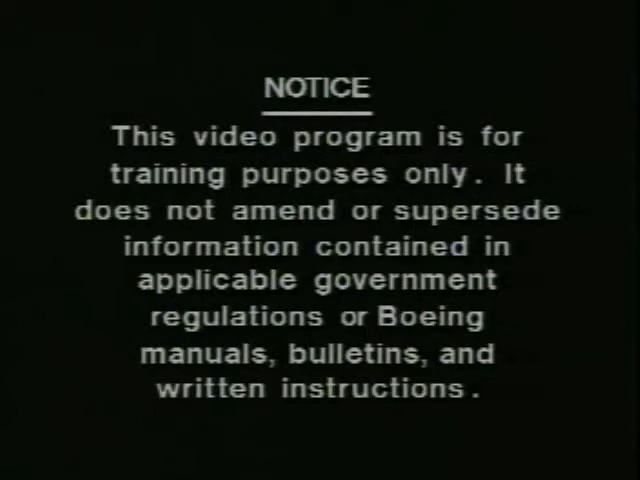 NOTICE
This video program is for
training purposes only. It
does not amend or supersede
information contained in
applicable government
regulations or Boeing
manuals, bulletins, and
written instructions.